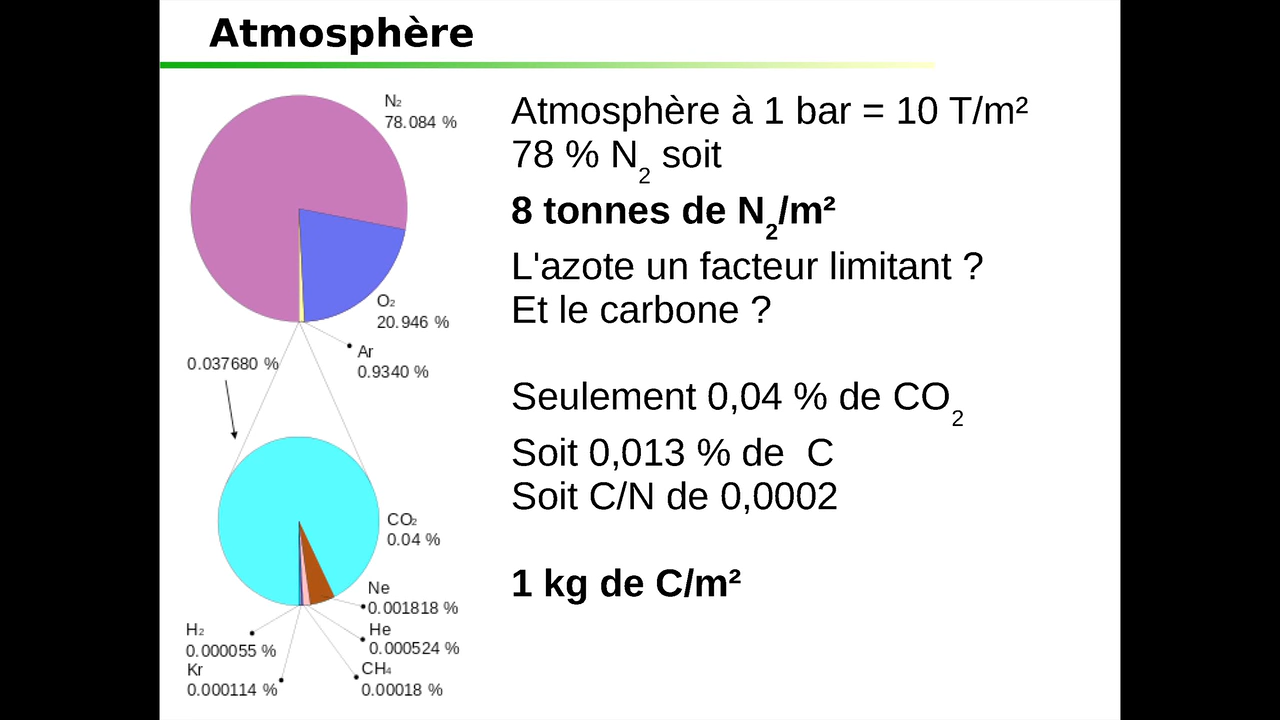 Atmosphère
N₂
78.084 %
O₂
20.946 %
Ar
0.9340 %
0.037680 %
CO₂
0.04 %
Ne
0.001818 %
He
0.000524 %
CH₄
0.00018 %
H₂
0.000055 %
Kr
0.000114 %
Atmosphère à 1 bar = 10 T/m²
78 % N₂ soit
8 tonnes de N₂/m²
L'azote un facteur limitant ?
Et le carbone ?
Seulement 0,04 % de CO₂
Soit 0,013 % de  C
Soit C/N de 0,0002
1 kg de C/m²